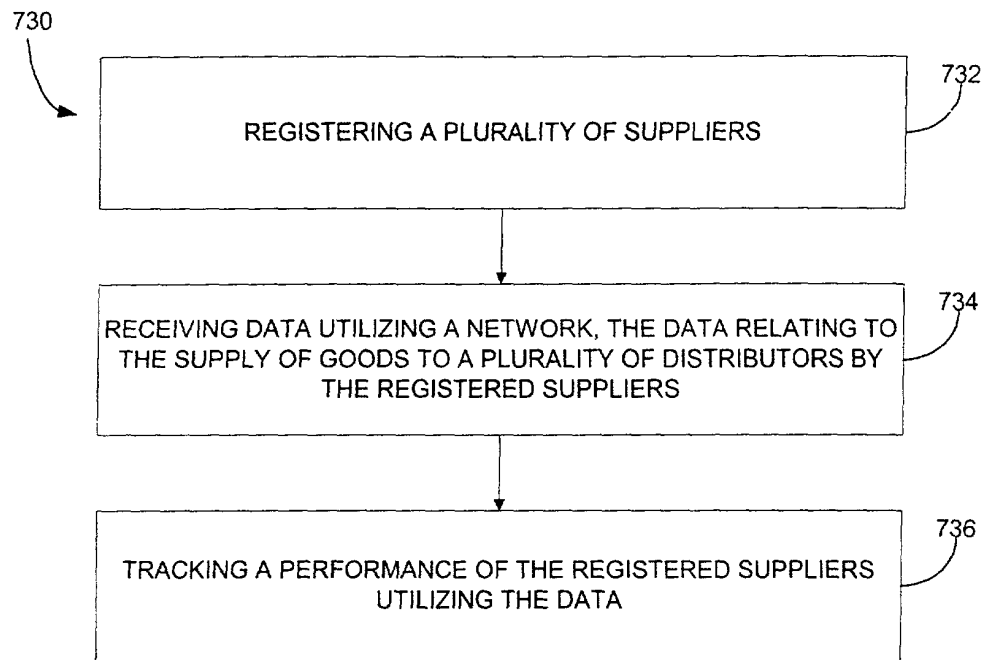 730
732
REGISTERING A PLURALITY OF SUPPLIERS
734
RECEIVING DATA UTILIZING A NETWORK, THE DATA RELATING TO
THE SUPPLY OF GOODS TO A PLURALITY OF DISTRIBUTORS BY
THE REGISTERED SUPPLIERS
736
TRACKING A PERFORMANCE OF THE REGISTERED SUPPLIERS
UTILIZING THE DATA